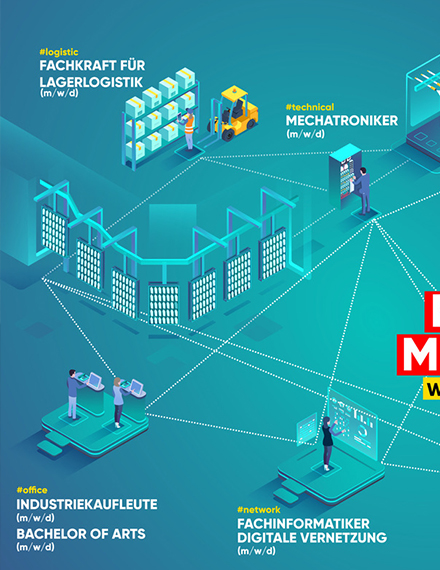 #logistic
FACHKRAFT FÜR
LAGERLOGISTIK
(m/w/d)
#technical
MECHATRONIKER
(m/w/d)
M
W
#office
INDUSTRIEKAUFLEUTE
(m/w/d)
BACHELOR OF ARTS
(m/w/d)
#network
FACHINFORMATIKER
DIGITALE VERNETZUNG
(m/w/d)